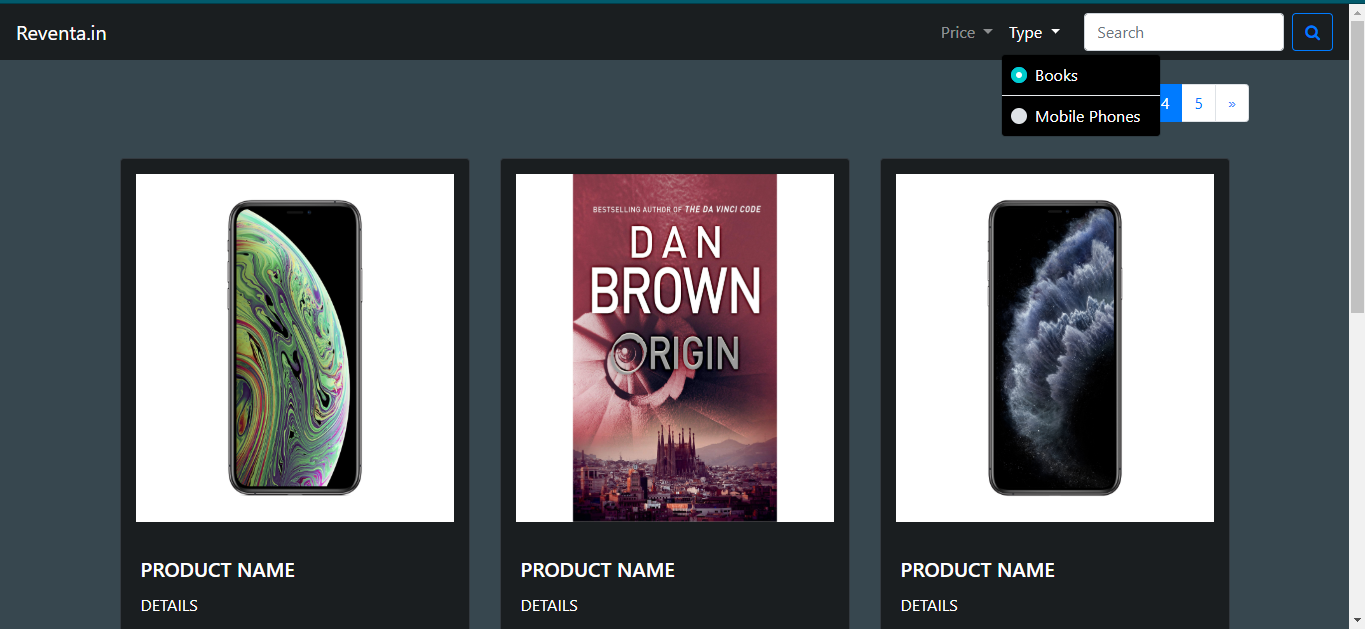 Reventa.in
Price
Type
Search
Books
Mobile Phones
4
5
»
BESTSELLING AUTHOR OF THE DA VINCI CODE
DAN
BROWN
ORIGIN
PRODUCT NAME
DETAILS
PRODUCT NAME
DETAILS
PRODUCT NAME
DETAILS